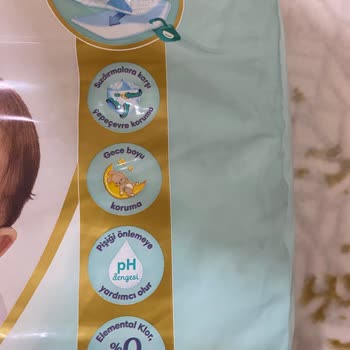 Sızdırmalara karşı
çepeçevre koruma
Gece boyu
koruma
Pişiği önlemeye
pH
dengesi
yardımcı olur
Elemental Klor,
%0